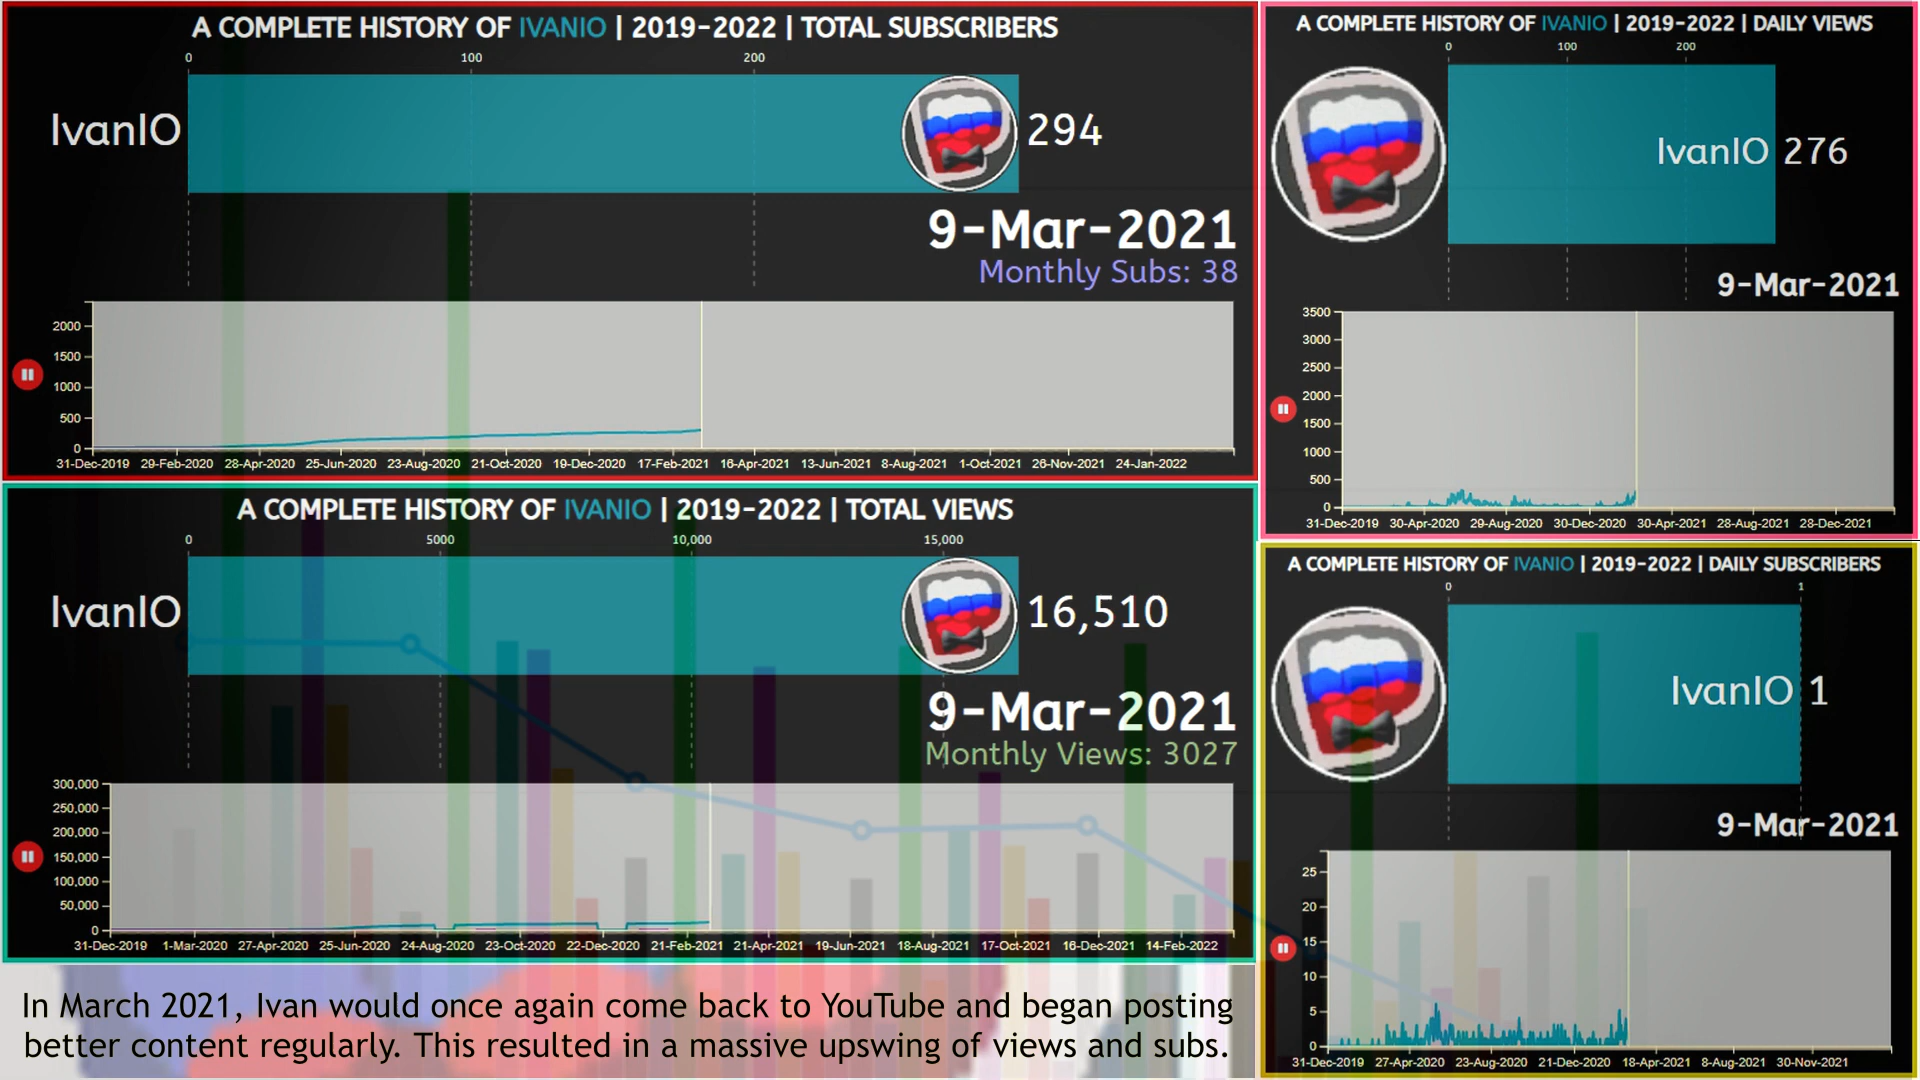 A COMPLETE HISTORY OF IVANIO | 2019-2022 | TOTAL SUBSCRIBERS
0 100 200
IvanIO 294
9-Mar-2021
Monthly Subs: 38
2000
1500
1000
500
0
31-Dec-2019 29-Feb-2020 28-Apr-2020 25-Jun-2020 23-Aug-2020 21-Oct-2020 19-Dec-2020 17-Feb-2021 16-Apr-2021 13-Jun-2021 8-Aug-2021 1-Oct-2021 26-Nov-2021 24-Jan-2022
A COMPLETE HISTORY OF IVANIO | 2019-2022 | DAILY VIEWS
0 100 200
IvanIO 276
9-Mar-2021
3500
3000
2500
2000
1500
1000
500
0
31-Dec-2019 30-Apr-2020 29-Aug-2020 30-Dec-2020 30-Apr-2021 28-Aug-2021 28-Dec-2021
A COMPLETE HISTORY OF IVANIO | 2019-2022 | TOTAL VIEWS
0 5000 10,000 15,000
IvanIO 16,510
9-Mar-2021
Monthly Views: 3027
300,000
250,000
200,000
150,000
100,000
50,000
0
31-Dec-2019 1-Mar-2020 27-Apr-2020 25-Jun-2020 24-Aug-2020 23-Oct-2020 22-Dec-2020 21-Feb-2021 21-Apr-2021 19-Jun-2021 18-Aug-2021 17-Oct-2021 16-Dec-2021 14-Feb-2022
A COMPLETE HISTORY OF IVANIO | 2019-2022 | DAILY SUBSCRIBERS
0 1
IvanIO 1
9-Mar-2021
25
20
15
10
5
0
31-Dec-2019 27-Apr-2020 23-Aug-2020 21-Dec-2020 18-Apr-2021 8-Aug-2021 30-Nov-2021
In March 2021, Ivan would once again come back to YouTube and began posting
better content regularly. This resulted in a massive upswing of views and subs.